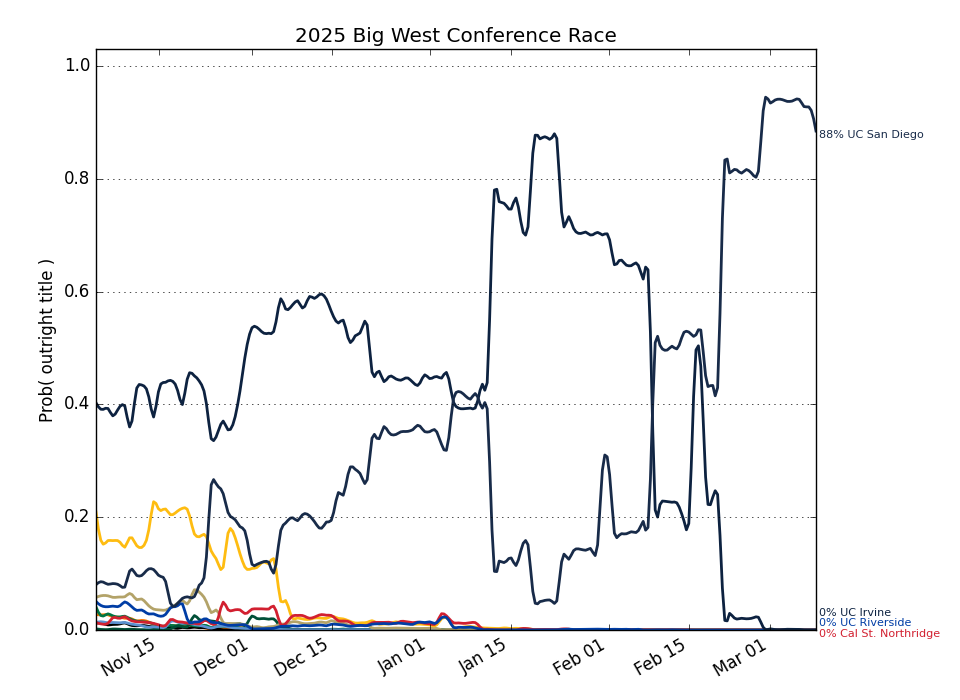 2025 Big West Conference Race
Prob( outright title )
1.0
0.8
0.6
0.4
0.2
0.0
Nov 15
Dec 01
Dec 15
Jan 01
Jan 15
Feb 01
Feb 15
Mar 01
88% UC San Diego
0% UC Irvine
0% UC Riverside
0% Cal St. Northridge